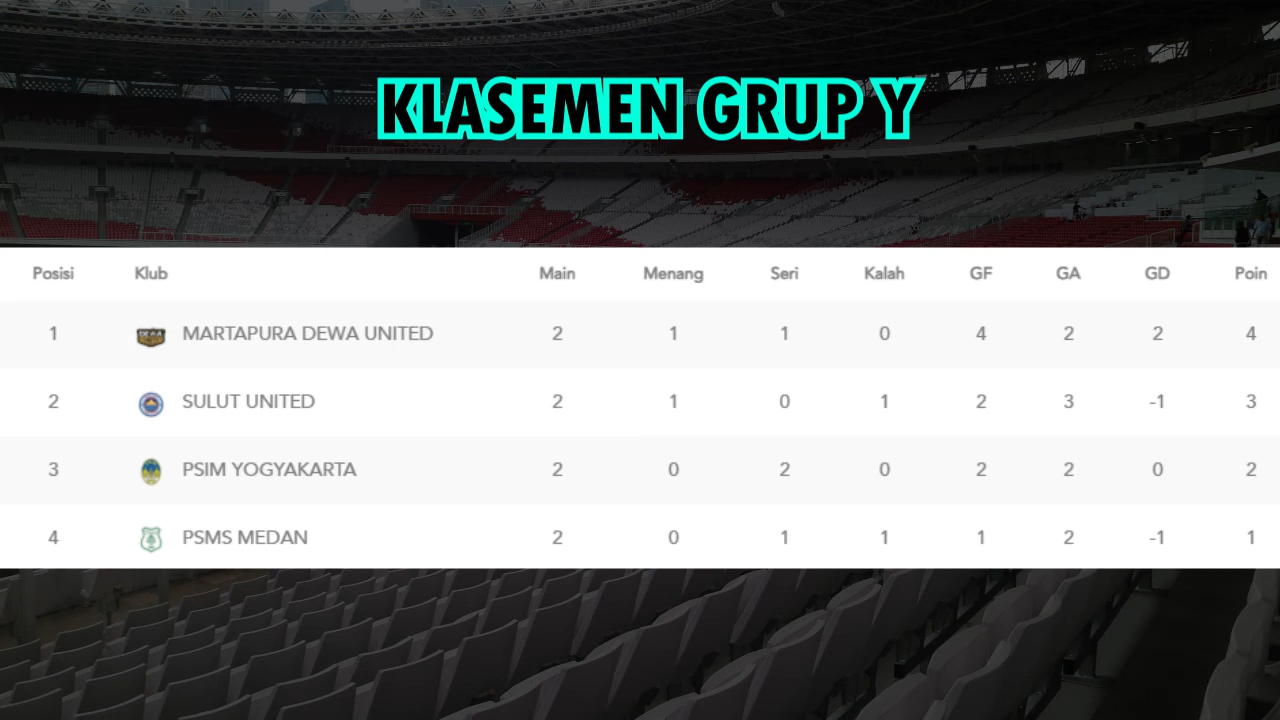 KLASEMEN GRUP Y
Posisi Klub Main Menang Seri Kalah GF GA GD Poin
1 MARTAPURA DEWA UNITED 2 1 1 0 4 2 2 4
2 SULUT UNITED 2 1 0 1 2 3 -1 3
3 PSIM YOGYAKARTA 2 0 2 0 2 2 0 2
4 PSMS MEDAN 2 0 1 1 1 2 -1 1